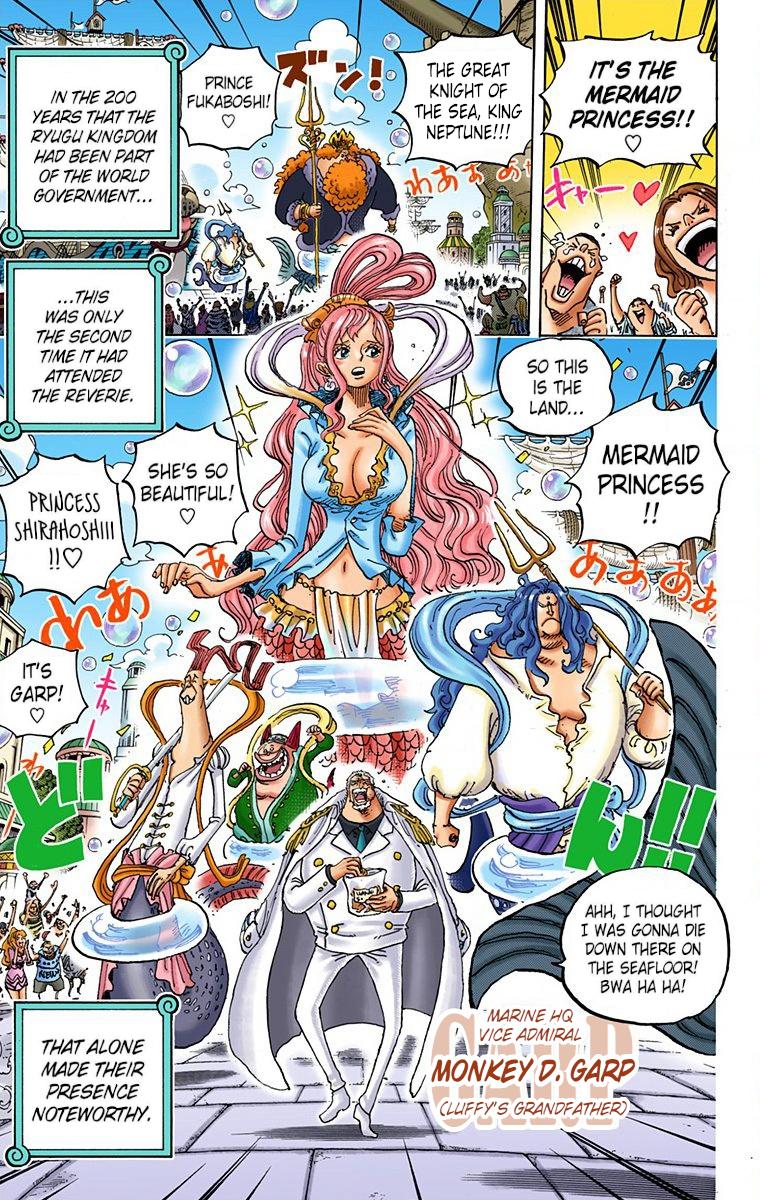 IT'S THE
MERMAID
PRINCESS!!
♡
キャー
THE GREAT
KNIGHT OF
THE SEA, KING
NEPTUNE!!!
ズン!
PRINCE
FUKABOSHI!
♡
わあぁぁ
IN THE 200
YEARS THAT THE
RYUGU KINGDOM
HAD BEEN PART
OF THE WORLD
GOVERNMENT...
...THIS
WAS ONLY
THE SECOND
TIME IT HAD
ATTENDED
THE REVERIE.
SO THIS
IS THE
LAND...
MERMAID
PRINCESS
!!
SHE'S SO
BEAUTIFUL!
♡
PRINCESS
SHIRAHOSHIII
!!♡
ああああ
わあ
あ
IT'S
GARP!
♡
キャー
わ
どん!!
AHH, I THOUGHT
I WAS GONNA DIE
DOWN THERE ON
THE SEAFLOOR!
BWA HA HA!
GARP
MARINE HQ
VICE ADMIRAL
MONKEY D. GARP
(LUFFY'S GRANDFATHER)
THAT ALONE
MADE THEIR
PRESENCE
NOTEWORTHY.